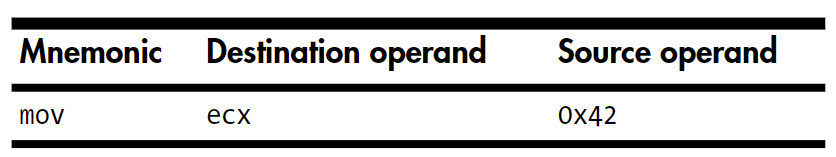 Mnemonic Destination operand Source operand
mov ecx 0x42